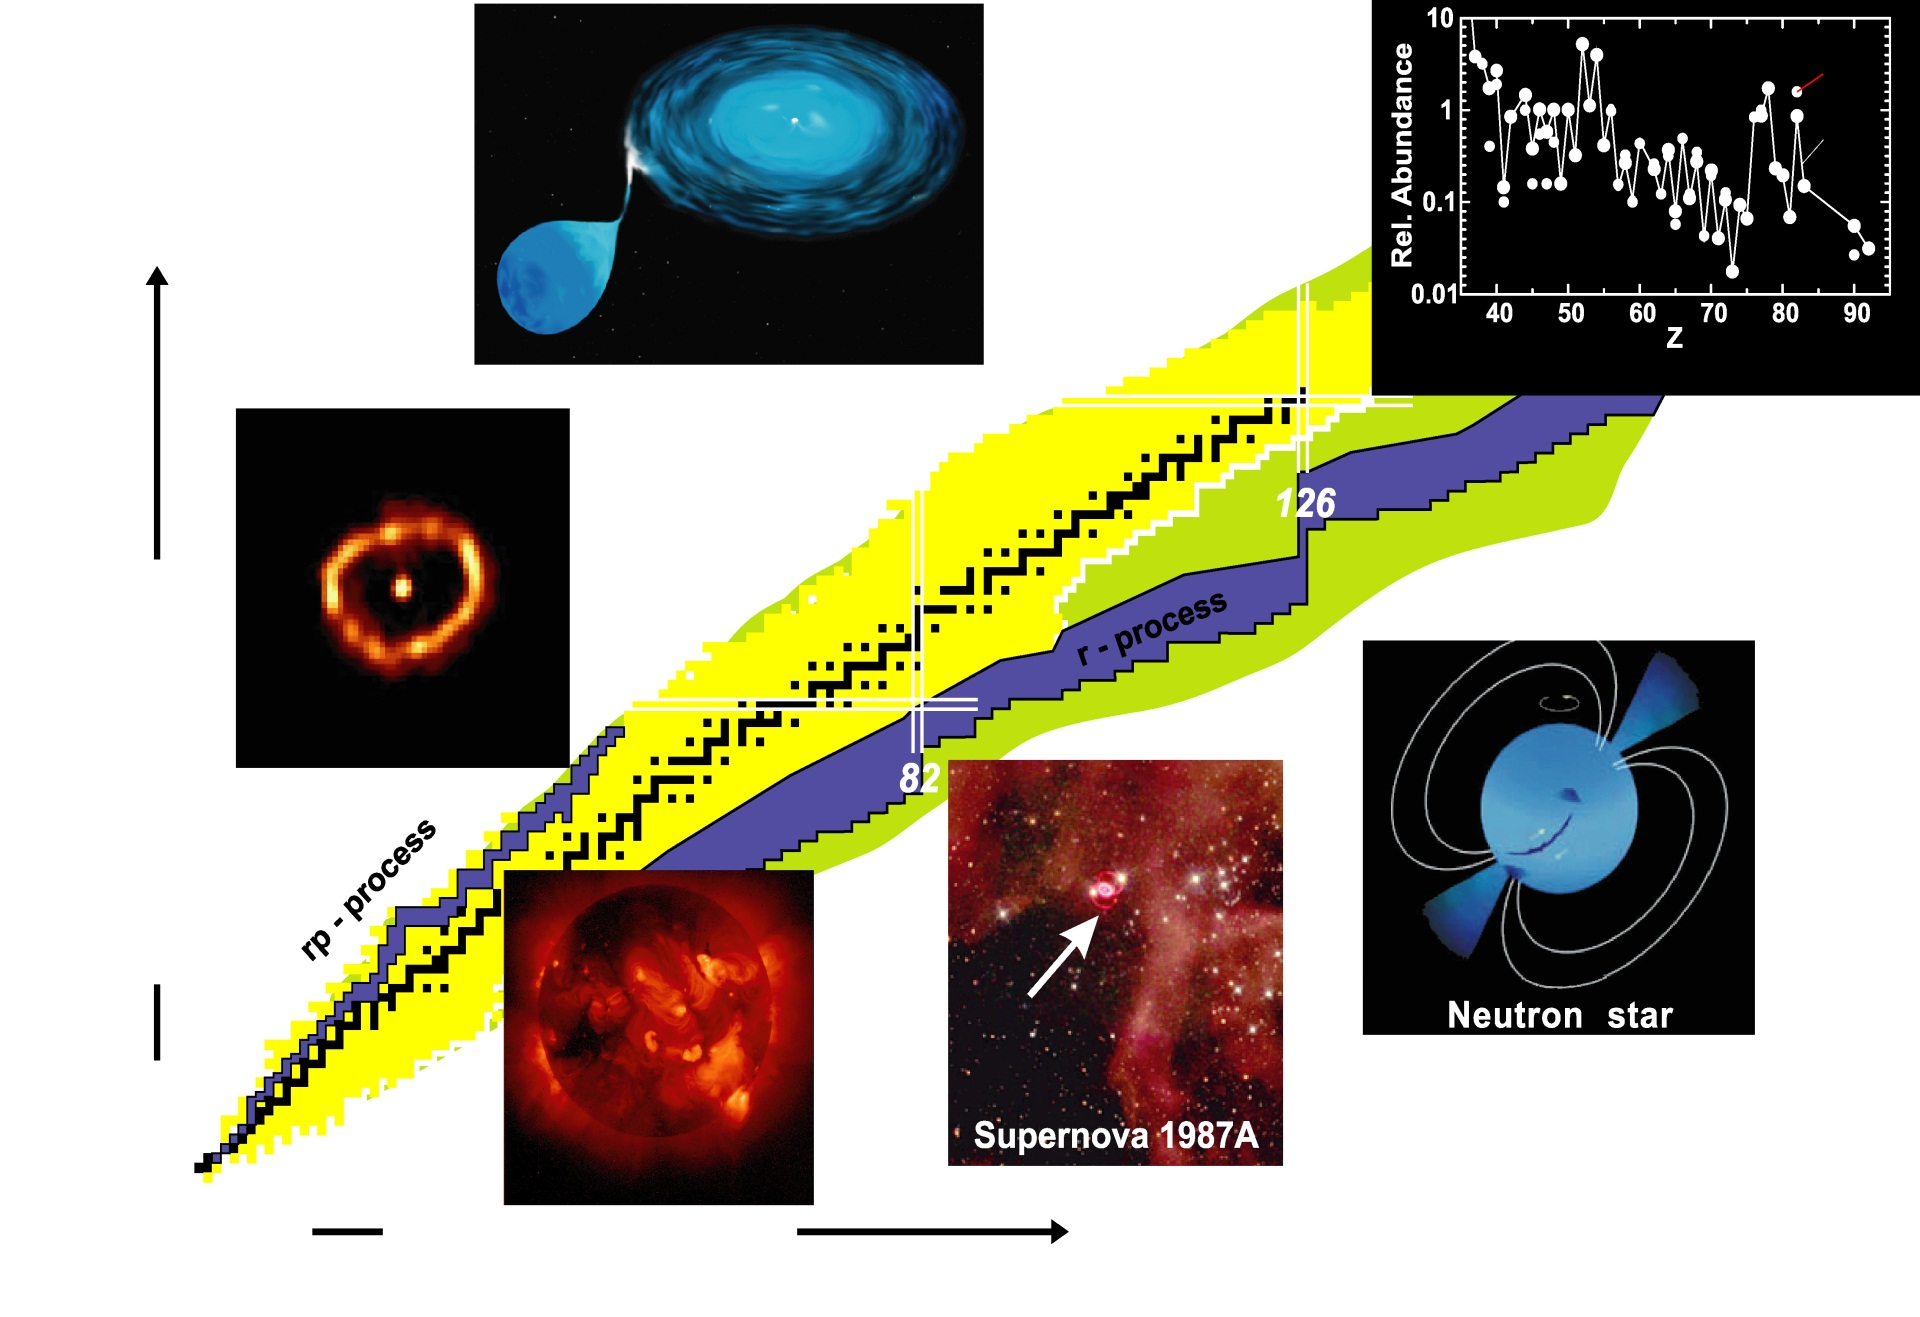 10
1
0.1
0.01
Rel. Abundance
40 50 60 70 80 90
Z
126
r - process
82
rp - process
Neutron star
Supernova 1987A